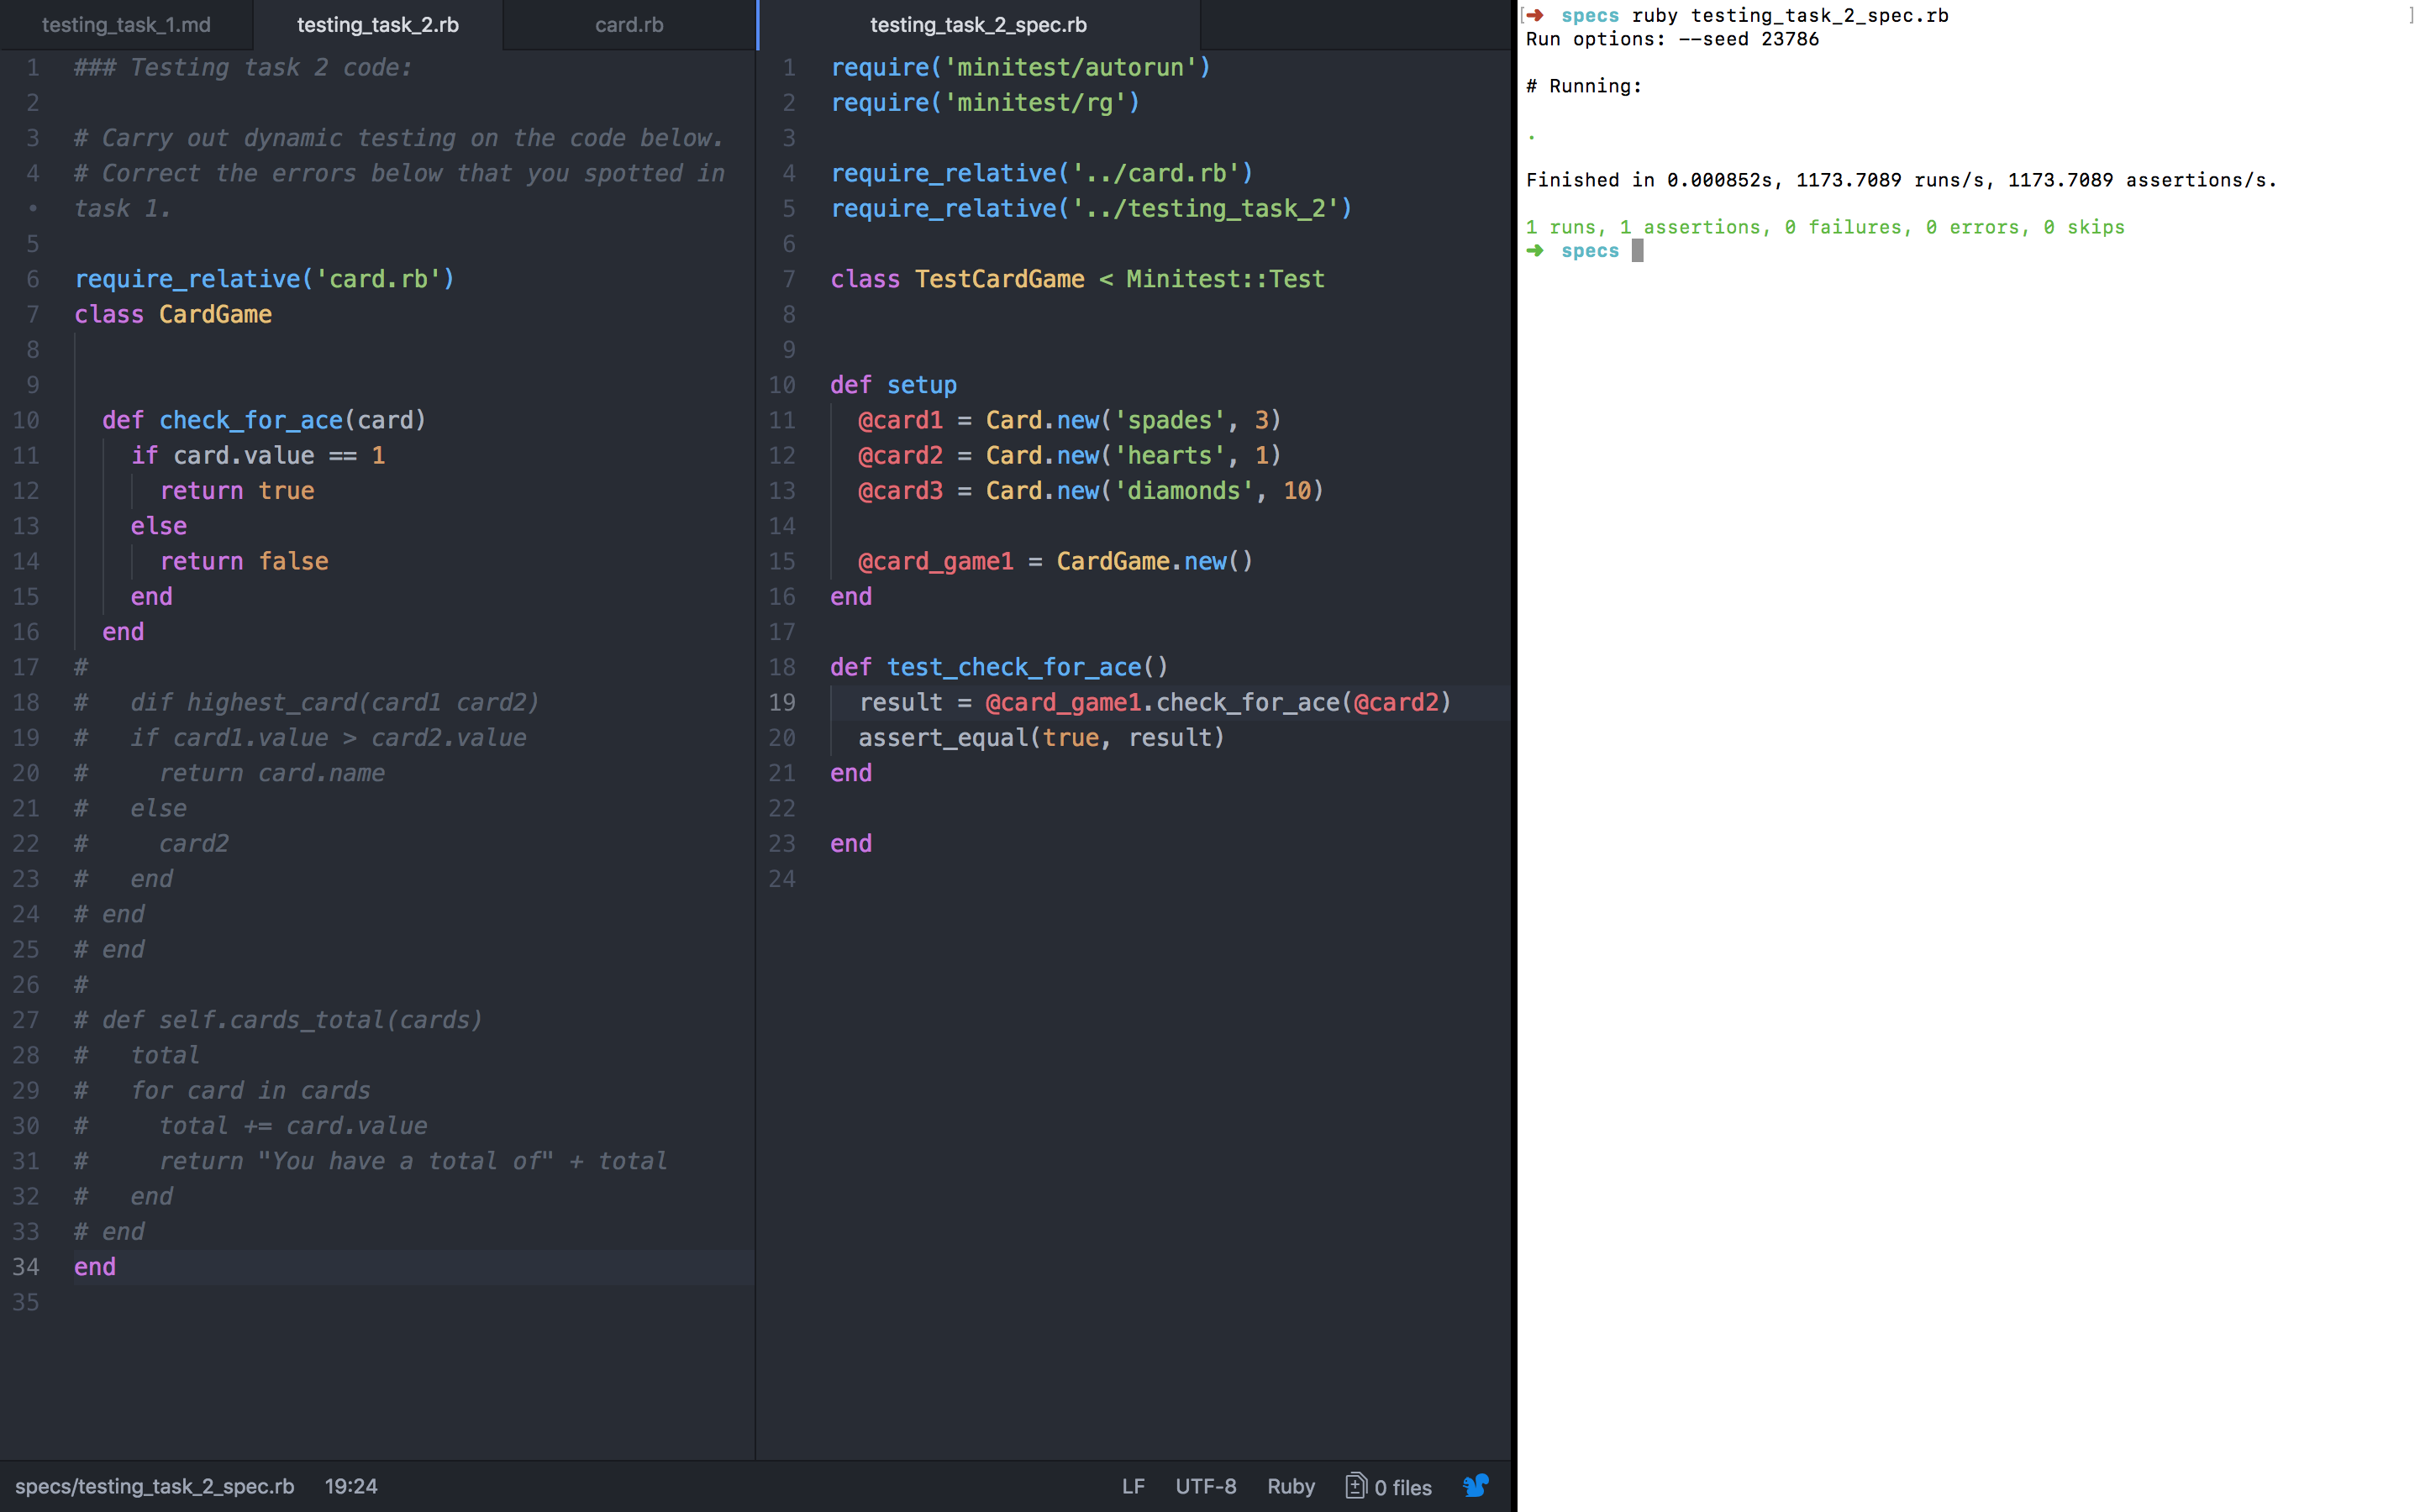 testing_task_1.md
testing_task_2.rb
card.rb
1 ### Testing task 2 code:
2
3 # Carry out dynamic testing on the code below.
4 # Correct the errors below that you spotted in
• task 1.
5
6 require_relative('card.rb')
7 class CardGame
8
9
10   def check_for_ace(card)
11     if card.value == 1
12       return true
13     else
14       return false
15     end
16   end
17 #
18 #   dif highest_card(card1 card2)
19 #   if card1.value > card2.value
20 #     return card.name
21 #   else
22 #     card2
23 #   end
24 # end
25 # end
26 #
27 # def self.cards_total(cards)
28 #   total
29 #   for card in cards
30 #     total += card.value
31 #     return "You have a total of" + total
32 #   end
33 # end
34 end
35
testing_task_2_spec.rb
1 require('minitest/autorun')
2 require('minitest/rg')
3
4 require_relative('../card.rb')
5 require_relative('../testing_task_2')
6
7 class TestCardGame < Minitest::Test
8
9
10 def setup
11   @card1 = Card.new('spades', 3)
12   @card2 = Card.new('hearts', 1)
13   @card3 = Card.new('diamonds', 10)
14
15   @card_game1 = CardGame.new()
16 end
17
18 def test_check_for_ace()
19   result = @card_game1.check_for_ace(@card2)
20   assert_equal(true, result)
21 end
22
23 end
24
specs/testing_task_2_spec.rb 19:24
LF UTF-8 Ruby 0 files
[➜ specs ruby testing_task_2_spec.rb ]
Run options: --seed 23786
# Running:
.
Finished in 0.000852s, 1173.7089 runs/s, 1173.7089 assertions/s.
1 runs, 1 assertions, 0 failures, 0 errors, 0 skips
➜ specs